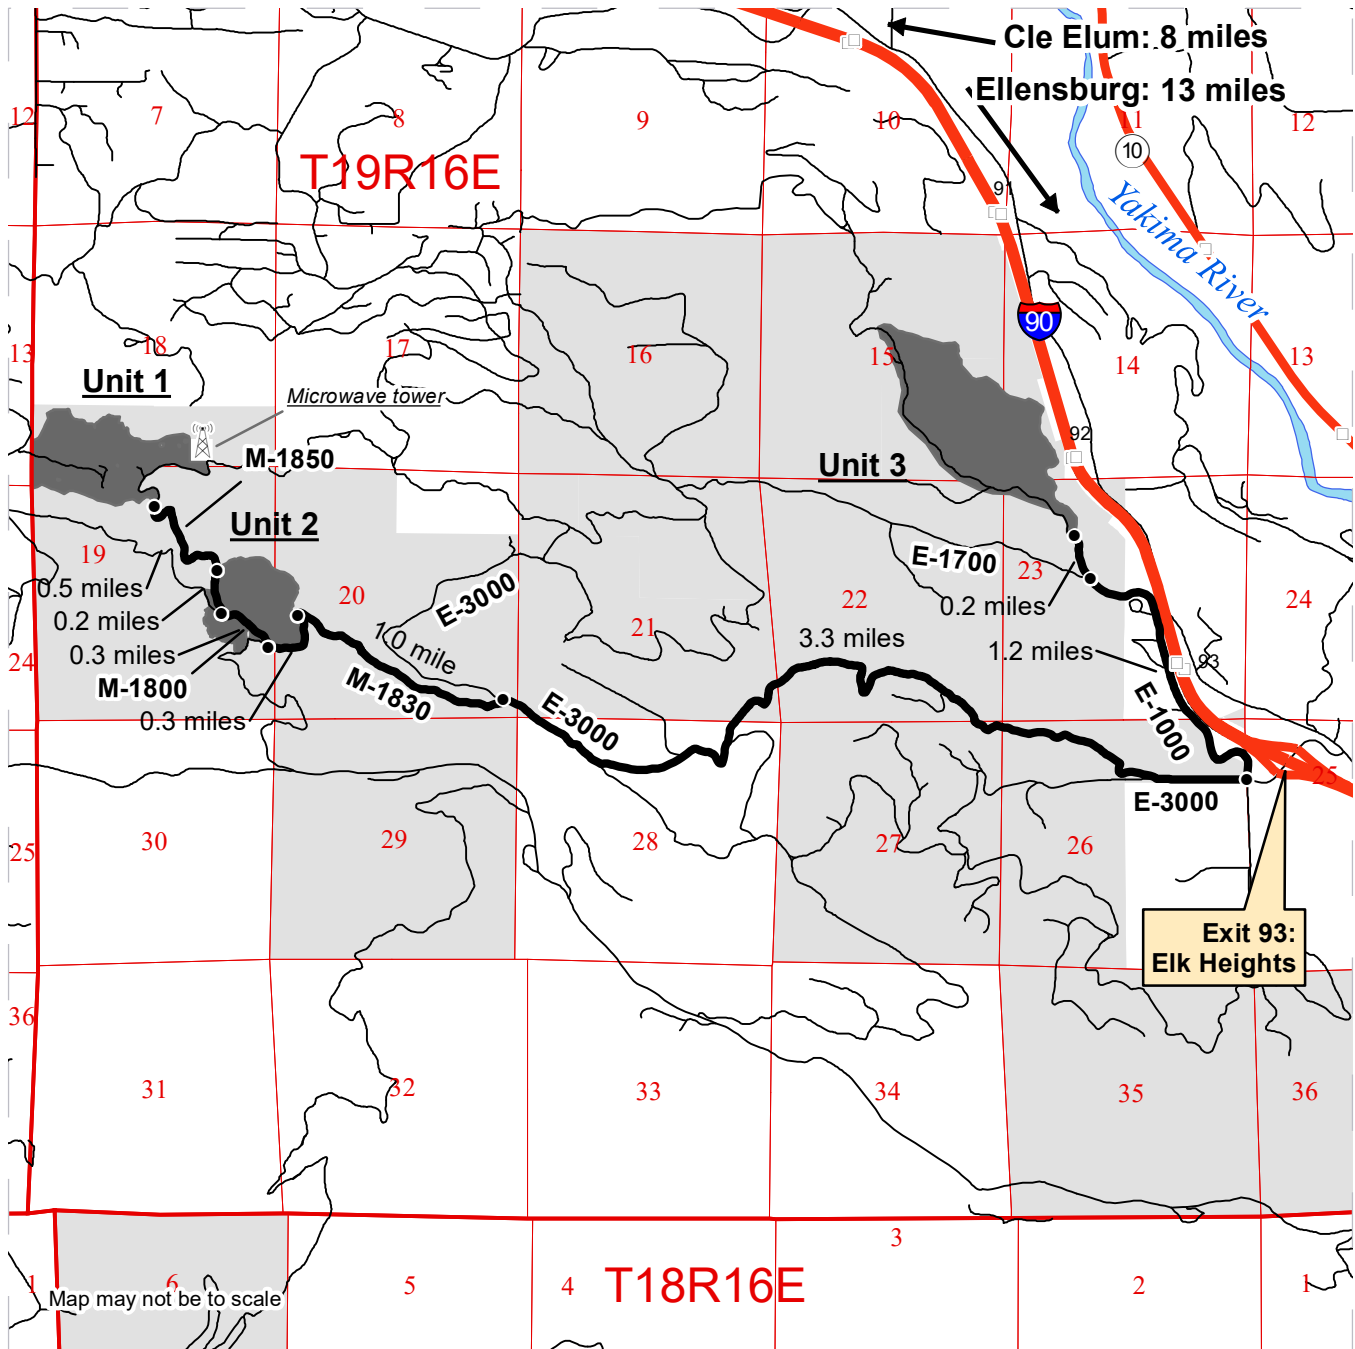 Cle Elum: 8 miles
Ellensburg: 13 miles
12
7
8
9
10
11
12
10
T19R16E
91
Yakima River
90
13
18
17
16
15
14
13
Unit 1
Microwave tower
92
M-1850
Unit 3
Unit 2
19
E-1700
23
0.5 miles
E-3000
20
22
24
0.2 miles
0.2 miles
21
1.0 mile
3.3 miles
0.3 miles
1.2 miles
24
93
M-1800
M-1830
0.3 miles
E-3000
E-1000
25
E-3000
25
30
29
28
27
26
Exit 93:
Elk Heights
36
31
32
33
34
35
36
3
1
6
5
4
T18R16E
2
1
Map may not be to scale